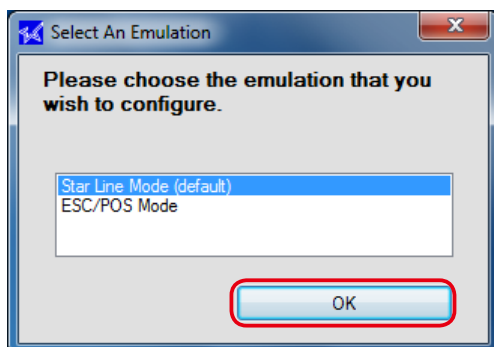 Select An Emulation
Please choose the emulation that you
wish to configure.
Star Line Mode (default)
ESC/POS Mode
OK